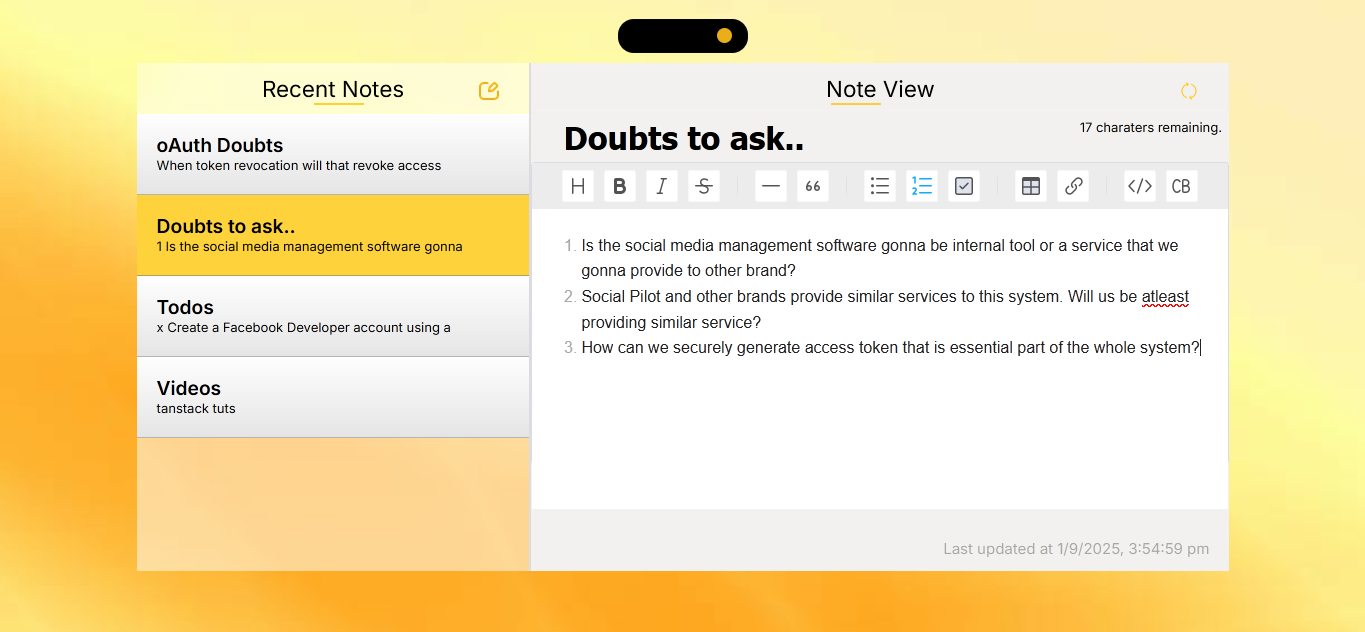 Recent Notes
oAuth Doubts
When token revocation will that revoke access
Doubts to ask..
1 Is the social media management software gonna
Todos
x Create a Facebook Developer account using a
Videos
tanstack tuts
Note View
17 charaters remaining.
Doubts to ask..
H B I S — 66 </> CB
1. Is the social media management software gonna be internal tool or a service that we
gonna provide to other brand?
2. Social Pilot and other brands provide similar services to this system. Will us be atleast
providing similar service?
3. How can we securely generate access token that is essential part of the whole system?
Last updated at 1/9/2025, 3:54:59 pm